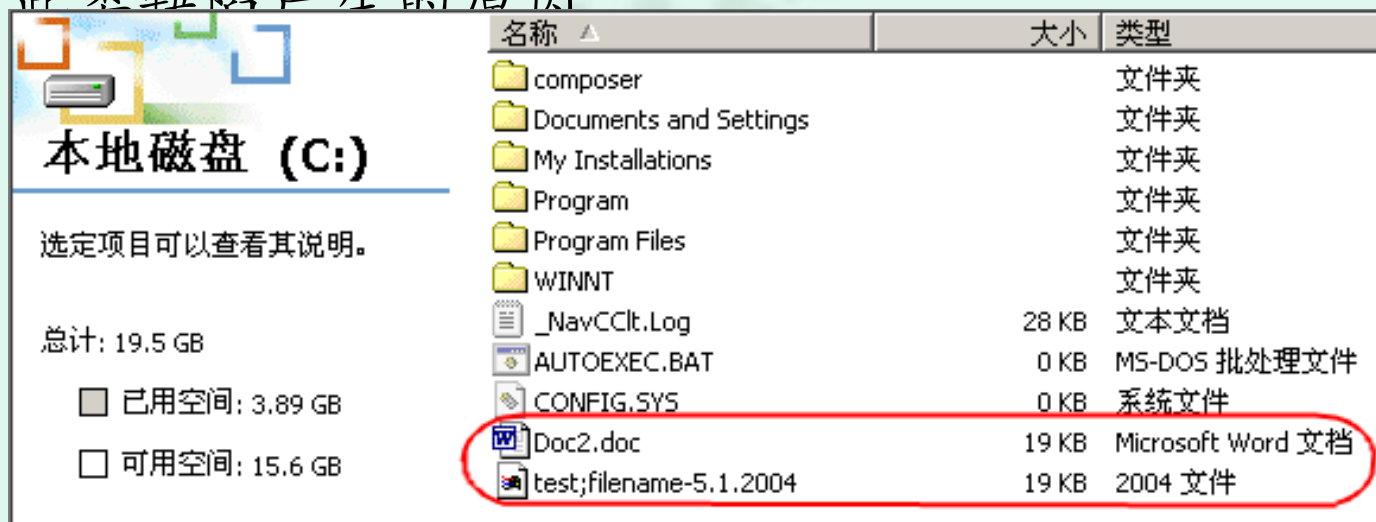 名称 大小 类型
composer 文件夹
Documents and Settings 文件夹
My Installations 文件夹
Program 文件夹
Program Files 文件夹
WINNT 文件夹
_NavCClt.Log 28 KB 文本文档
AUTOEXEC.BAT 0 KB MS-DOS 批处理文件
CONFIG.SYS 0 KB 系统文件
Doc2.doc 19 KB Microsoft Word 文档
test;filename-5.1.2004 19 KB 2004 文件
本地磁盘 (C:)
选定项目可以查看其说明。
总计: 19.5 GB
已用空间: 3.89 GB
可用空间: 15.6 GB